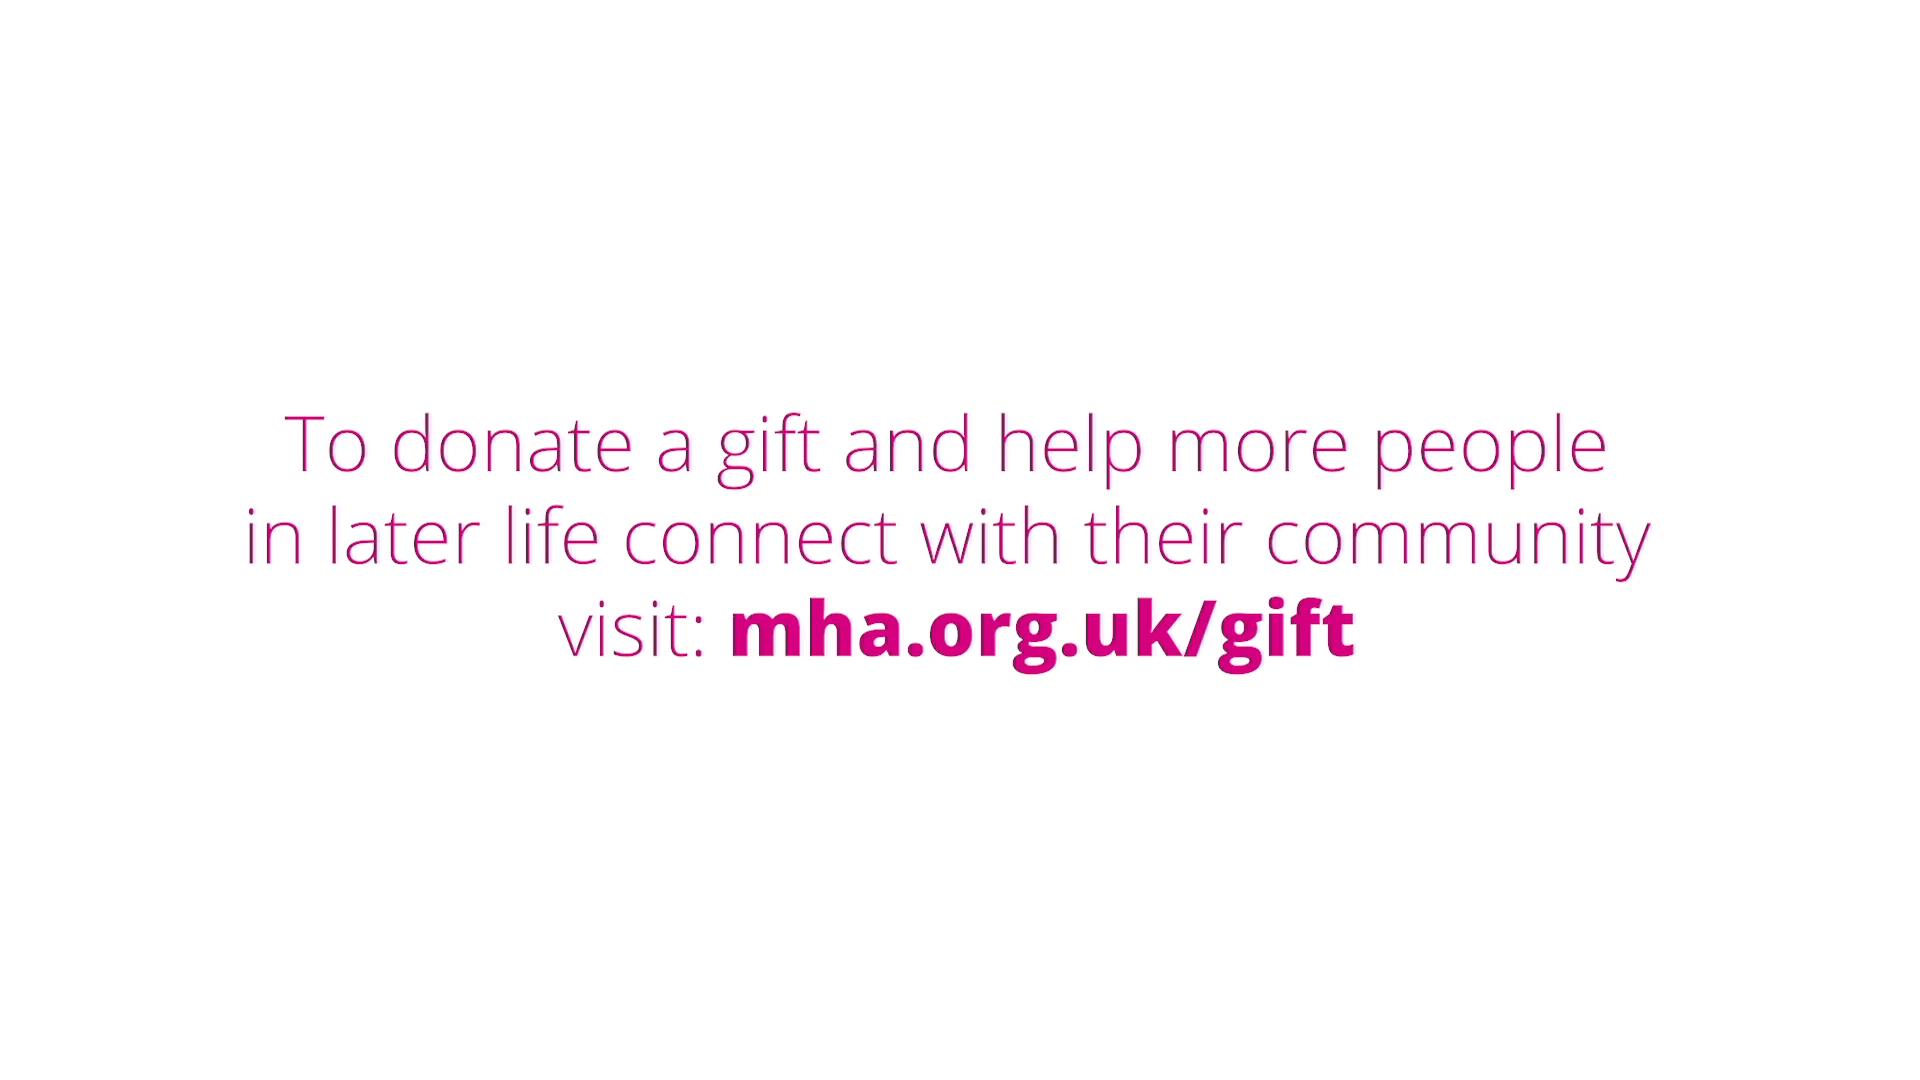 To donate a gift and help more people
in later life connect with their community
visit: mha.org.uk/gift